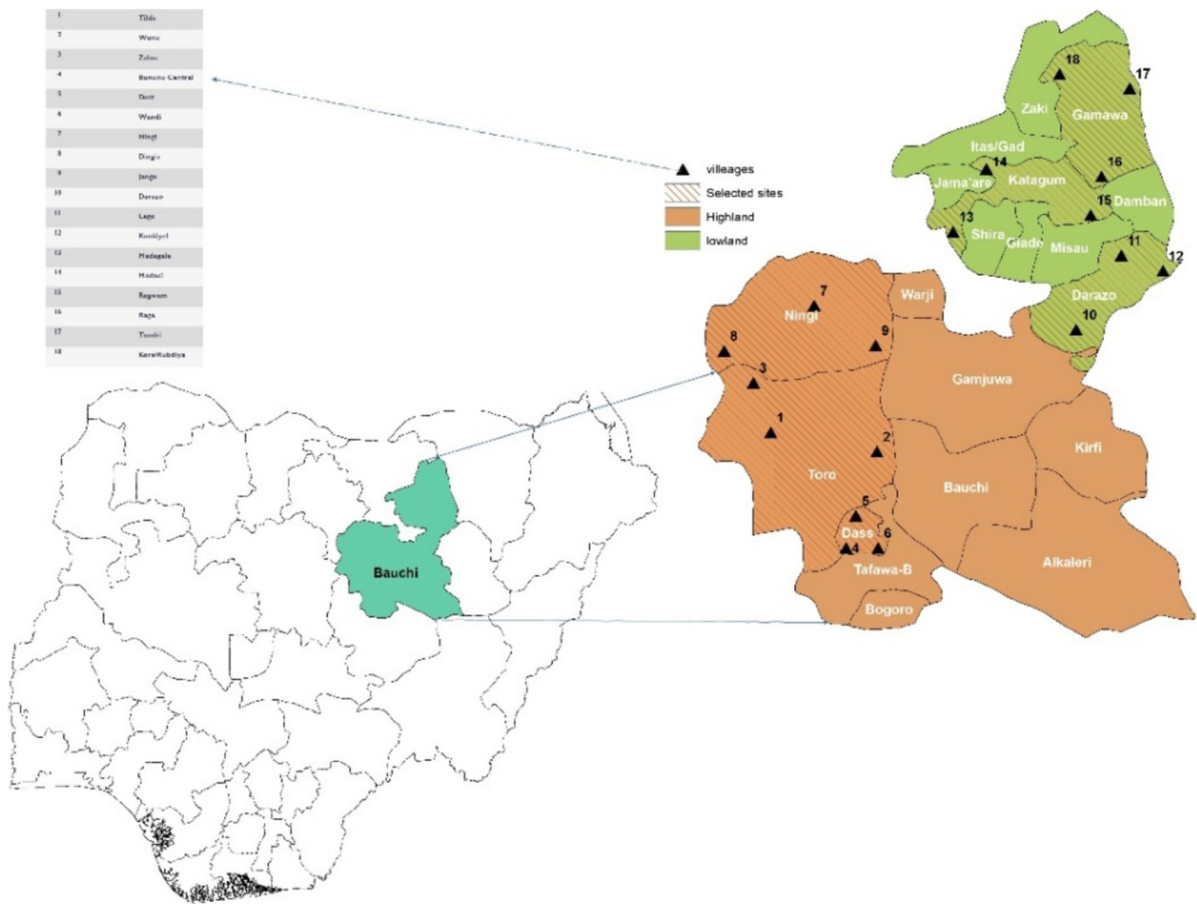 1 Tilde
2 Wonu
3 Zalau
4 Bununu Central
5 Dott
6 Wandi
7 Ningi
8
9 Jangu
10 Darazo
11 Lago
12
13 Madagala
14 Madaci
15 Ragwam
16 Raga
17 Tumbi
18 Kore/Kubdiya
villeages
Selected sites
Highland
lowland
18
17
Zaki
Gamawa
Itas/Gad
14
16
Jama'are
Katagum
15
Damban
13
Shira
Giade
Misau
11
12
Darazo
10
7
Ningi
Warji
8
9
3
Gamjuwa
1
2
Kirfi
Toro
Bauchi
5
Dass
4
6
Tafawa-B
Alkaleri
Bogoro
Bauchi